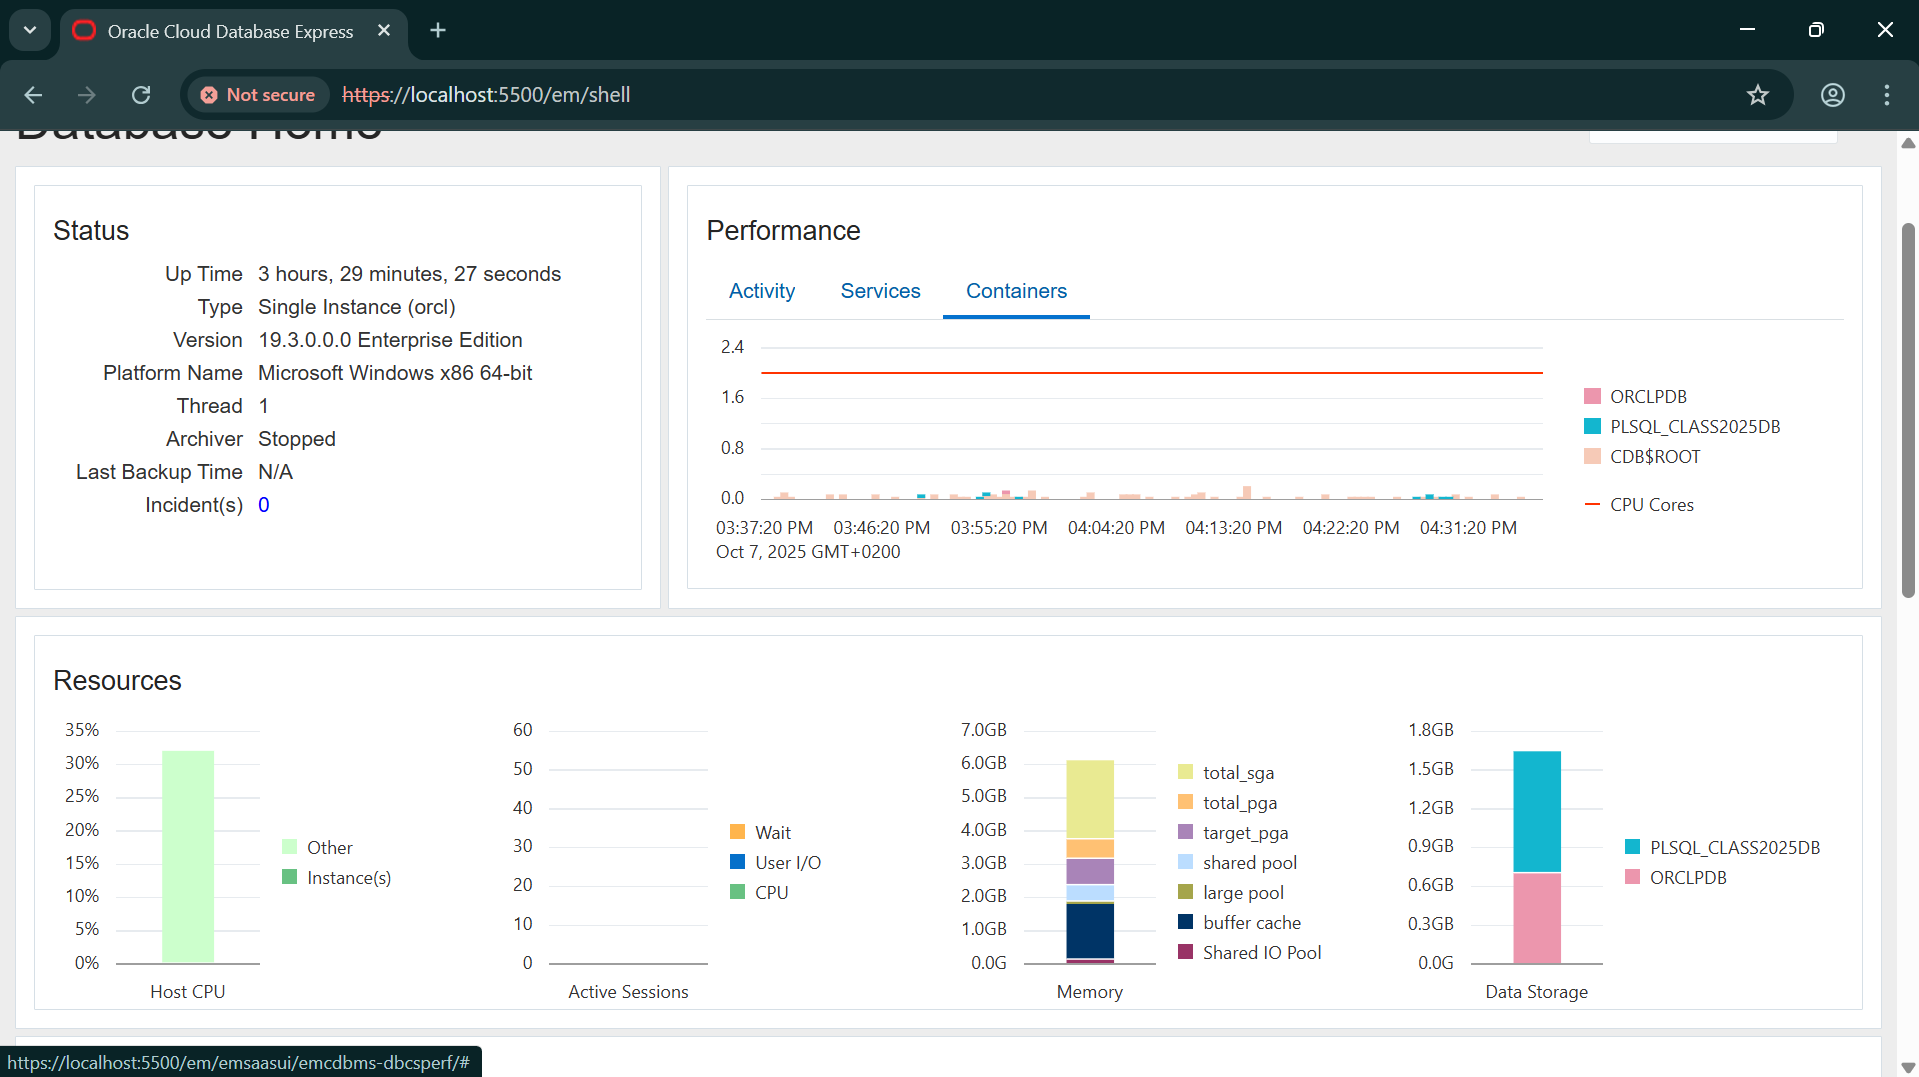 Oracle Cloud Database Express
Not secure https://localhost:5500/em/shell
Database Home
Status
Up Time 3 hours, 29 minutes, 27 seconds
Type Single Instance (orcl)
Version 19.3.0.0.0 Enterprise Edition
Platform Name Microsoft Windows x86 64-bit
Thread 1
Archiver Stopped
Last Backup Time N/A
Incident(s) 0
Performance
Activity Services Containers
2.4
1.6
0.8
0.0
03:37:20 PM 03:46:20 PM 03:55:20 PM 04:04:20 PM 04:13:20 PM 04:22:20 PM 04:31:20 PM
Oct 7, 2025 GMT+0200
ORCLPDB
PLSQL_CLASS2025DB
CDB$ROOT
CPU Cores
Resources
35%
30%
25%
20%
15%
10%
5%
0%
Other
Instance(s)
Host CPU
60
50
40
30
20
10
0
Wait
User I/O
CPU
Active Sessions
7.0GB
6.0GB
5.0GB
4.0GB
3.0GB
2.0GB
1.0GB
0.0G
total_sga
total_pga
target_pga
shared pool
large pool
buffer cache
Shared IO Pool
Memory
1.8GB
1.5GB
1.2GB
0.9GB
0.6GB
0.3GB
0.0G
PLSQL_CLASS2025DB
ORCLPDB
Data Storage
https://localhost:5500/em/emsaasui/emcdbms-dbcsperf/#